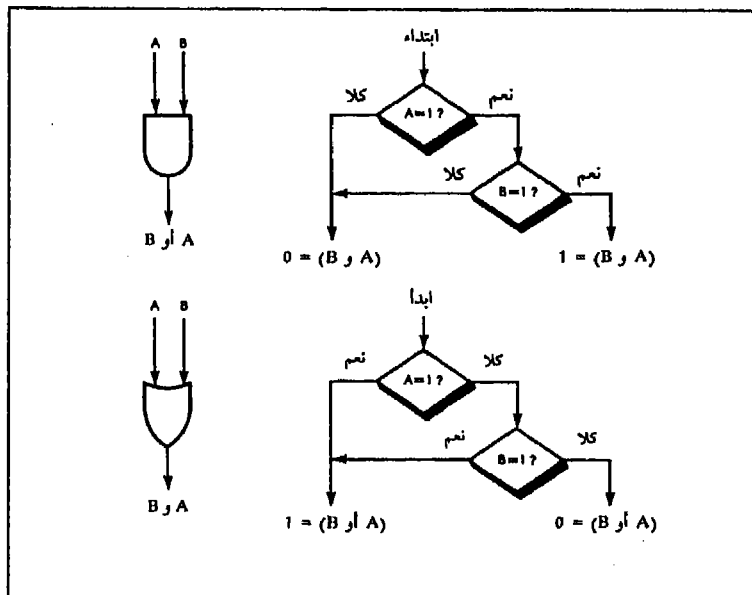 A B
ابتداء
كلا
نعم
A=1 ?
كلا
نعم
B=1 ?
A أو B
(A و B) = 0
(A و B) = 1
A B
ابدأ
نعم
كلا
A=1 ?
نعم
كلا
B=1 ?
A و B
(A أو B) = 1
(A أو B) = 0